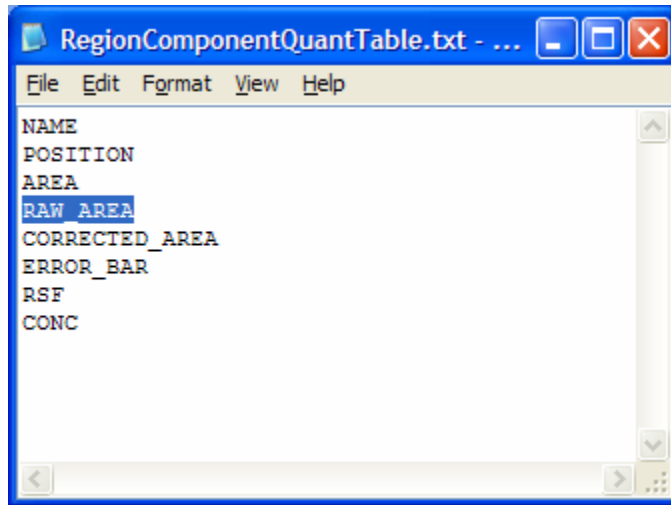 RegionComponentQuantTable.txt - ...
File Edit Format View Help
NAME
POSITION
AREA
RAW_AREA
CORRECTED_AREA
ERROR_BAR
RSF
CONC